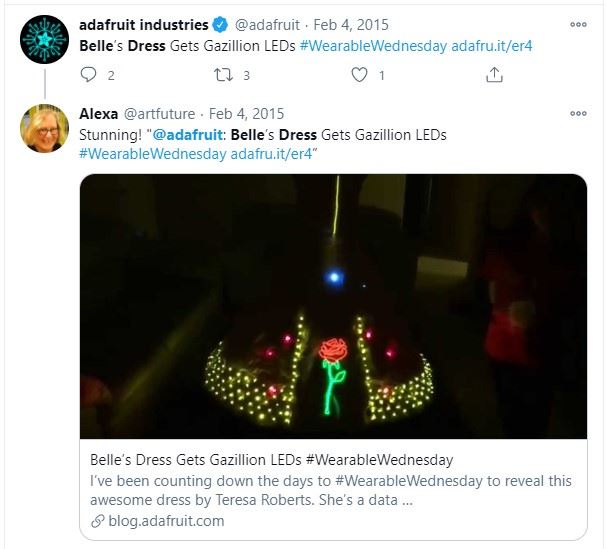 adafruit industries @adafruit · Feb 4, 2015
Belle's Dress Gets Gazillion LEDs #WearableWednesday adafru.it/er4
2 3 1
Alexa @artfuture · Feb 4, 2015
Stunning! "@adafruit: Belle's Dress Gets Gazillion LEDs
#WearableWednesday adafru.it/er4"
Belle's Dress Gets Gazillion LEDs #WearableWednesday
I've been counting down the days to #WearableWednesday to reveal this
awesome dress by Teresa Roberts. She's a data ...
blog.adafruit.com